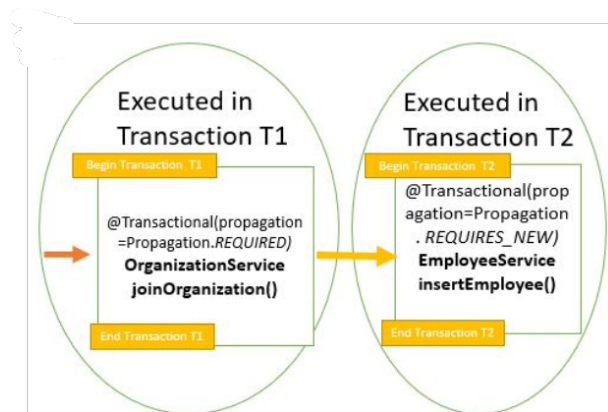 Executed in
Transaction T1
Begin Transaction T1
@Transactional(propagation
=Propagation.REQUIRED)
OrganizationService
joinOrganization()
End Transaction T1
Executed in
Transaction T2
Begin Transaction T2
@Transactional(prop
agation=Propagation
. REQUIRES_NEW)
EmployeeService
insertEmployee()
End Transaction T2